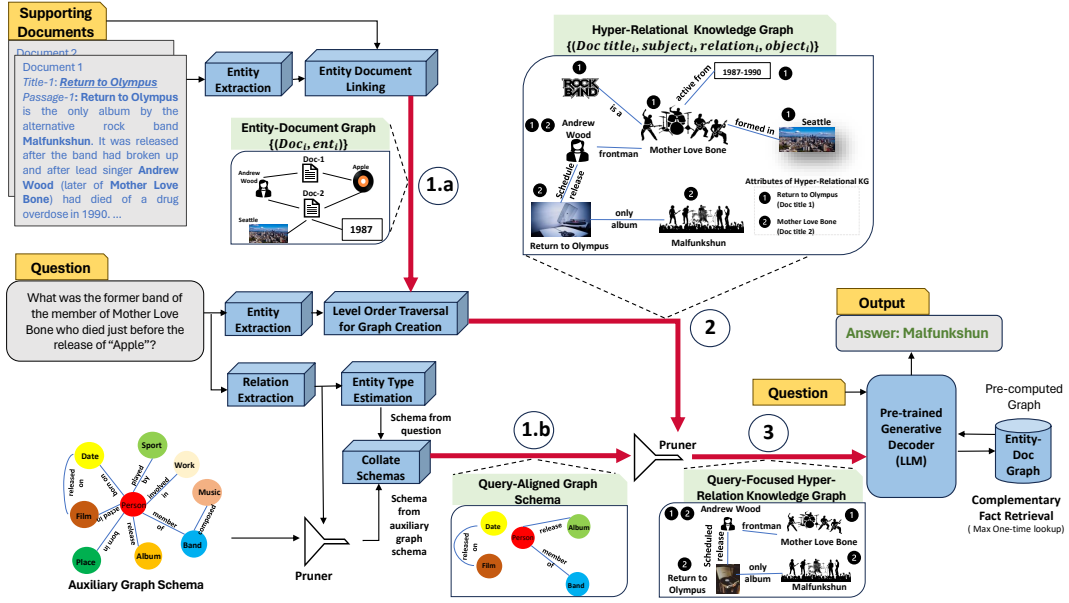 Supporting
Documents
Document 2
Document 1
Title-1: Return to Olympus
Passage-1: Return to Olympus
is the only album by the
alternative rock band
Malfunkshun. It was released
after the band had broken up
and after lead singer Andrew
Wood (later of Mother Love
Bone) had died of a drug
overdose in 1990. ...
Entity
Extraction
Entity Document
Linking
Entity-Document Graph
{(Doc_i, ent_i)}
Doc-1
Andrew
Wood
Apple
Doc-2
Seattle
1987
1.a
Hyper-Relational Knowledge Graph
{(Doc title_i, subject_i, relation_i, object_i)}
1
ROCK
BAND
is a
1
active from
1987-1990
1
Andrew
Wood
1 2
frontman
Mother Love Bone
formed in
1
Seattle
Schedule
release
2
Return to Olympus
only
album
2
Malfunkshun
Attributes of Hyper-Relational KG
1 Return to Olympus
(Doc title 1)
2 Mother Love Bone
(Doc title 2)
Question
What was the former band of
the member of Mother Love
Bone who died just before the
release of “Apple”?
Entity
Extraction
Level Order Traversal
for Graph Creation
2
Relation
Extraction
Entity Type
Estimation
Schema from
question
Collate
Schemas
Schema
from
auxiliary
graph
schema
1.b
Pruner
3
Output
Answer: Malfunkshun
Question
Pre-trained
Generative
Decoder
(LLM)
Pre-computed
Graph
Entity-
Doc
Graph
Complementary
Fact Retrieval
( Max One-time lookup)
Date
Sport
Work
Music
Person
Film
Band
Place
Album
released
on
born on
played
by
involved
in
acted
in
member
of
composed
born in
release
Auxiliary Graph Schema
Pruner
Query-Aligned Graph
Schema
Date
release
Album
Person
released
on
Film
member
of
Band
Query-Focused Hyper-
Relation Knowledge Graph
1 2
Andrew Wood
frontman
1
Mother Love Bone
Scheduled
release
2
Return to
Olympus
only
album
2
Malfunkshun